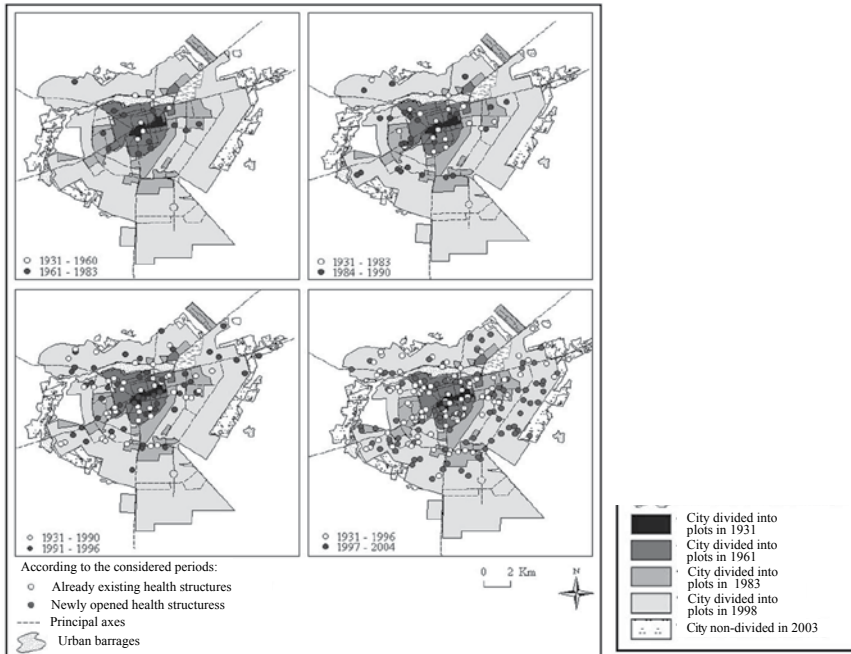 1931 - 1960
1961 - 1983
1931 - 1983
1984 - 1990
1931 - 1990
1991 - 1996
1931 - 1996
1997 - 2004
According to the considered periods:
Already existing health structures
Newly opened health structuress
Principal axes
Urban barrages
0 2 Km
N
City divided into
plots in 1931
City divided into
plots in 1961
City divided into
plots in 1983
City divided into
plots in 1998
City non-divided in 2003